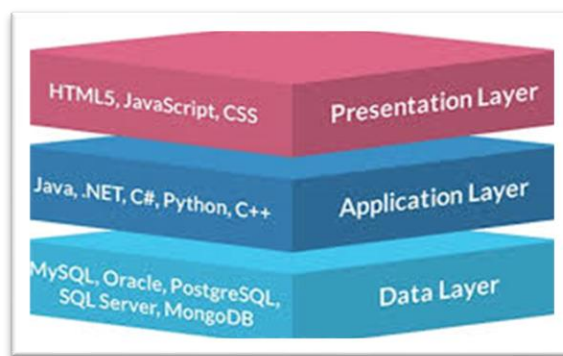 HTML5, JavaScript, CSS
Presentation Layer
Java, .NET, C#, Python, C++
Application Layer
MySQL, Oracle, PostgreSQL,
SQL Server, MongoDB
Data Layer